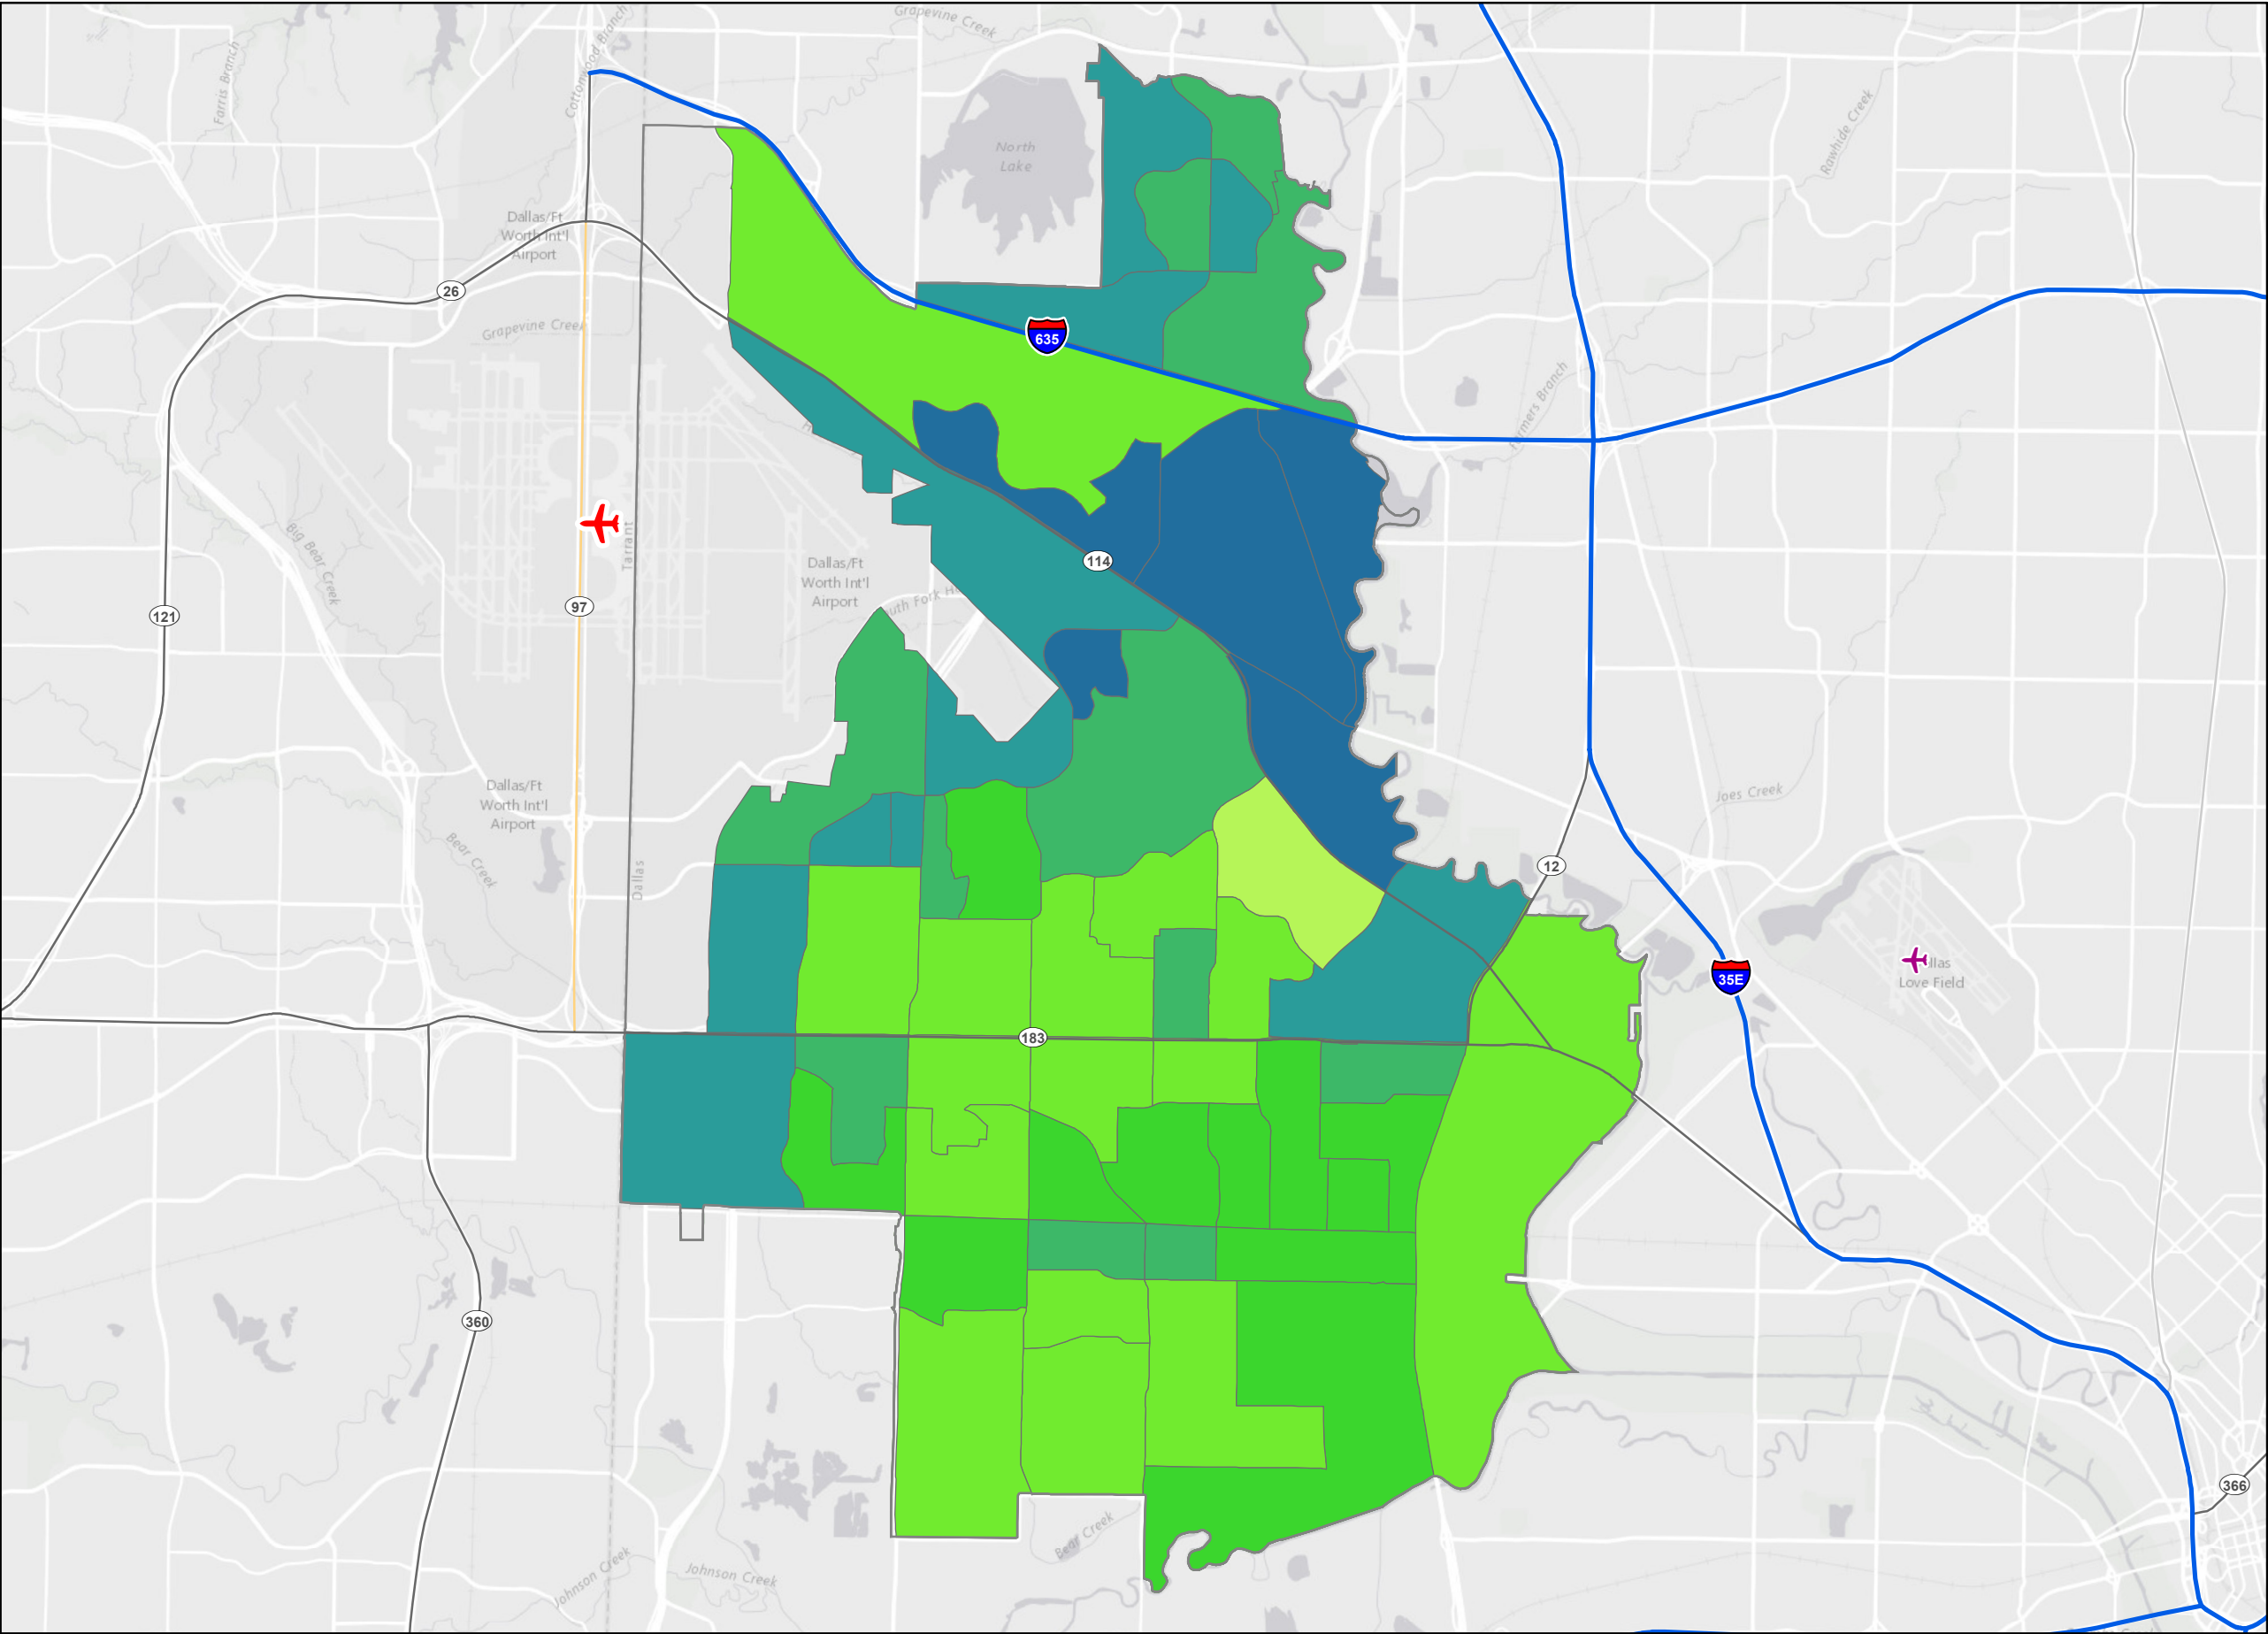 Grapevine Creek
Cottonwood Branch
Farris Branch
North
Lake
Rawhide Creek
Dallas/Ft
Worth Int'l
Airport
26
Grapevine Creek
635
Farmers Branch
Big Bear Creek
Tarrant
114
Dallas/Ft
Worth Int'l
Airport
121
97
South Fork
Dallas/Ft
Worth Int'l
Airport
Joes Creek
Bear Creek
Dallas
12
Love Field
35E
183
360
366
Bear Creek
Johnson Creek
Johnson Creek